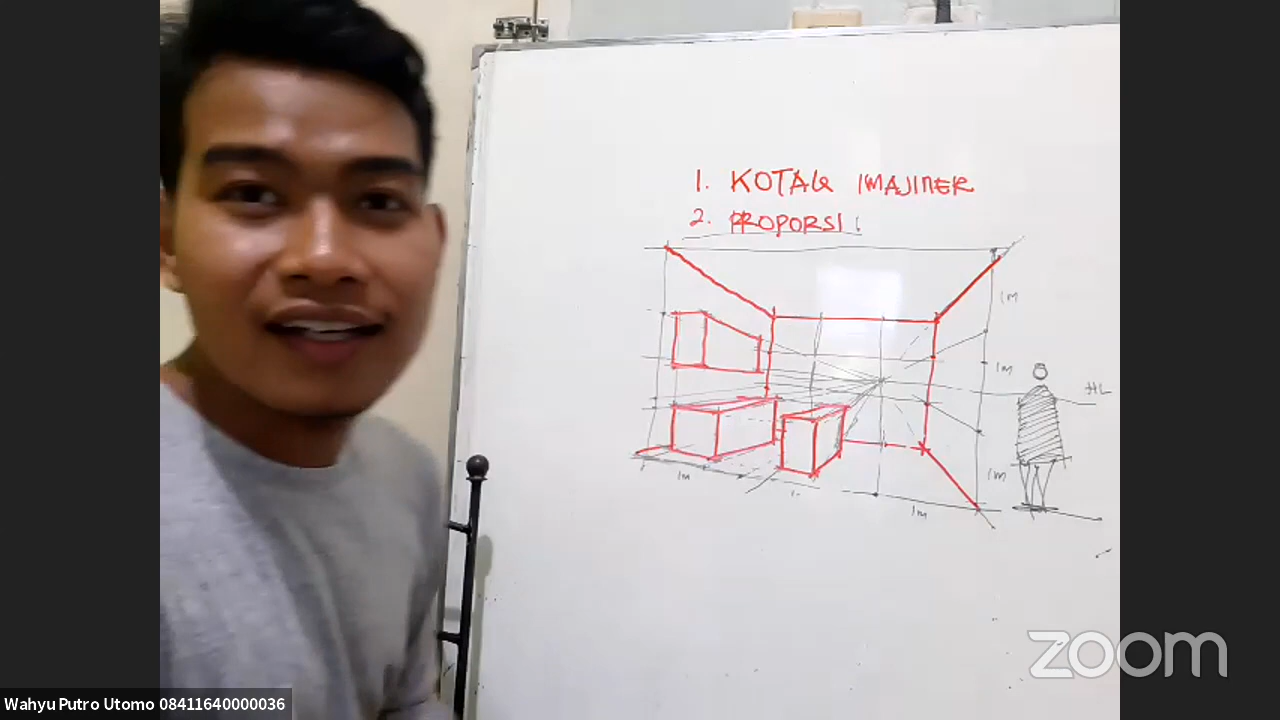 1. KOTAK IMAJINER
2. PROPORSI :
1M
1M
HL
1M
1M
1M
zoom
Wahyu Putro Utomo 08411640000036